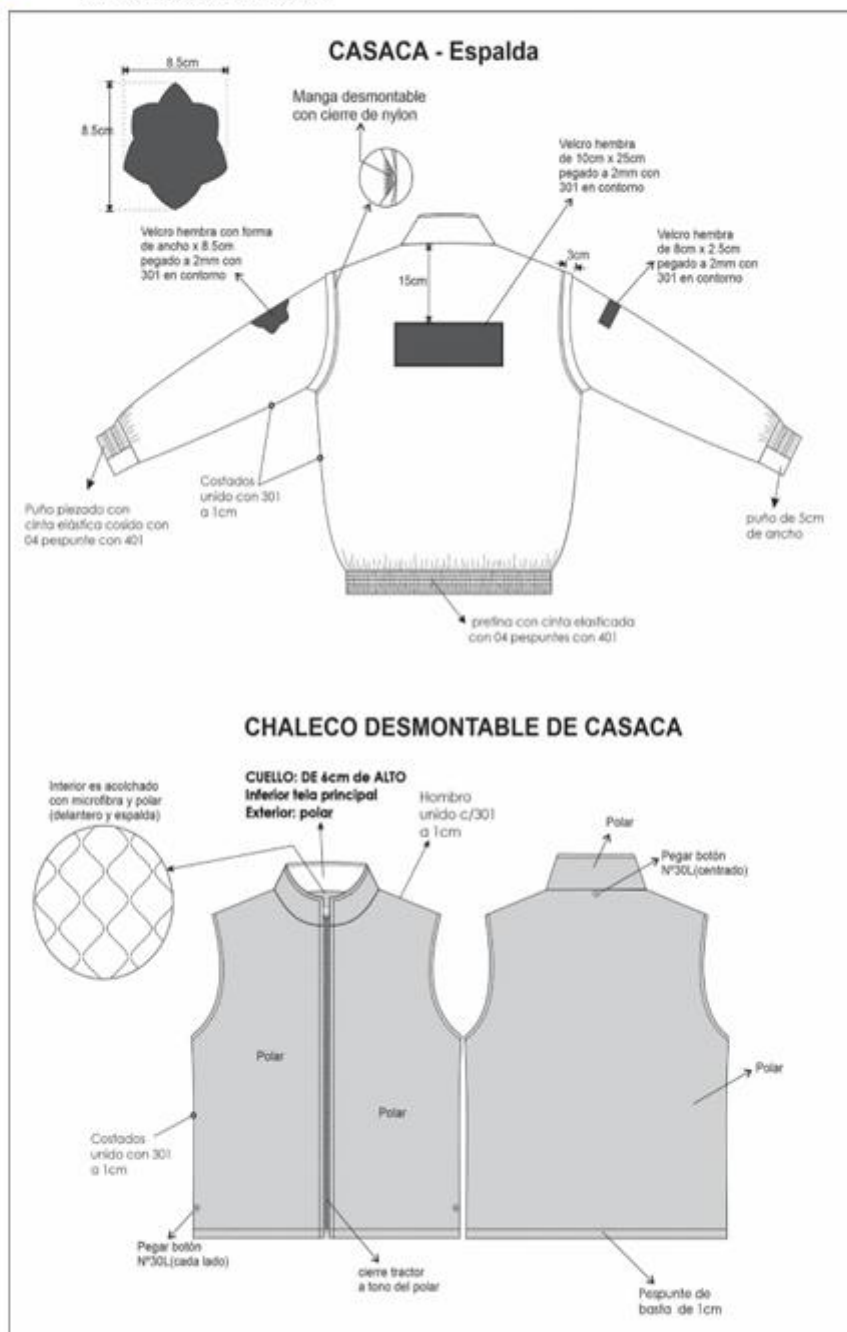 CASACA - Espalda
8.5cm
8.5cm
Manga desmontable
con cierre de nylon
Velcro hembra
de 10cm x 25cm
pegado a 2mm con
301 en contorno
Velcro hembra con forma
de ancho x 8.5cm
pegado a 2mm con
301 en contorno
15cm
3cm
Velcro hembra
de 8cm x 2.5cm
pegado a 2mm con
301 en contorno
Costados
unido con 301
a 1cm
Puño piezado con
cinta elástica cosido con
04 pespunte con 401
puño de 5cm
de ancho
pretina con cinta elasticada
con 04 pespuntes con 401
CHALECO DESMONTABLE DE CASACA
Interior es acolchado
con microfibra y polar
(delantero y espalda)
CUELLO: DE 6cm de ALTO
Inferior tela principal
Exterior: polar
Hombro
unido c/301
a 1cm
Polar
Pegar botón
Nº30L(centrado)
Polar
Polar
Polar
Costados
unido con 301
a 1cm
Pegar botón
Nº30L(cada lado)
cierre tractor
a tono del polar
Pespunte de
basta de 1cm